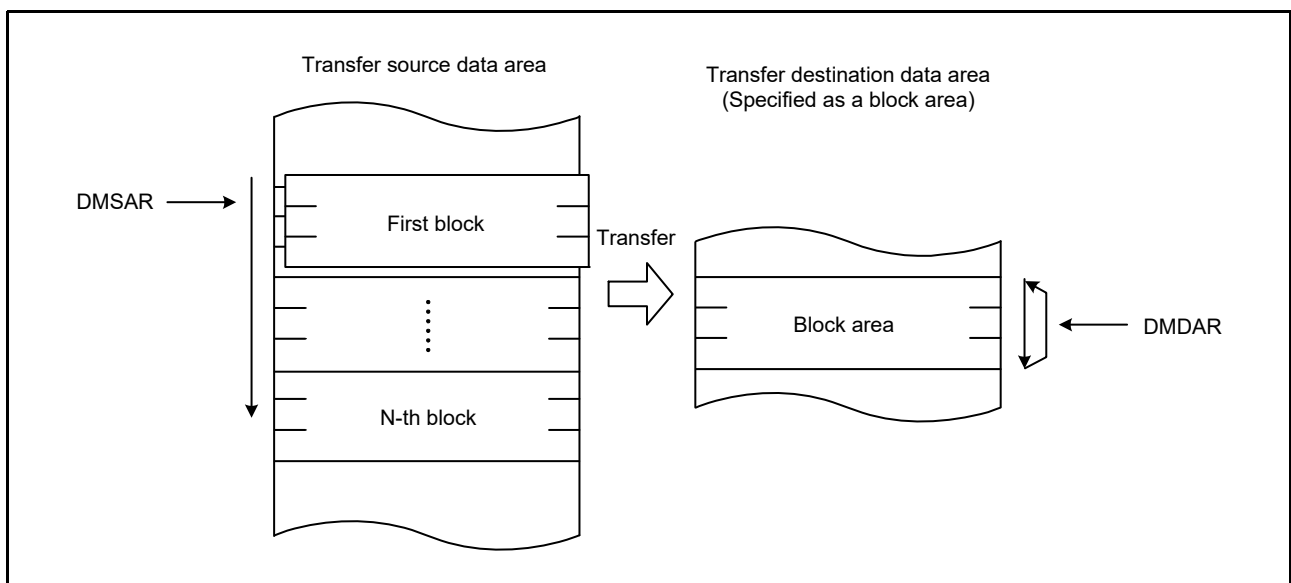 Transfer source data area
Transfer destination data area
(Specified as a block area)
DMSAR
First block
Transfer
Block area
DMDAR
N-th block